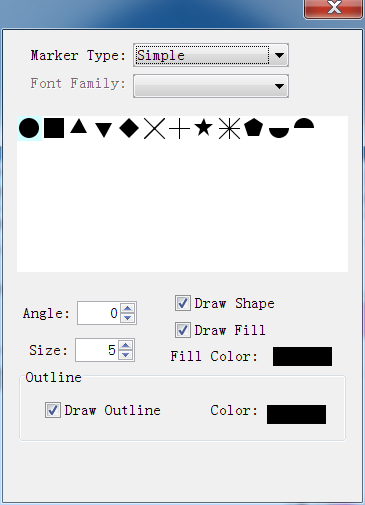 Marker Type: Simple
Font Family:
Angle: 0
Draw Shape
Draw Fill
Size: 5
Fill Color:
Outline
Draw Outline Color: